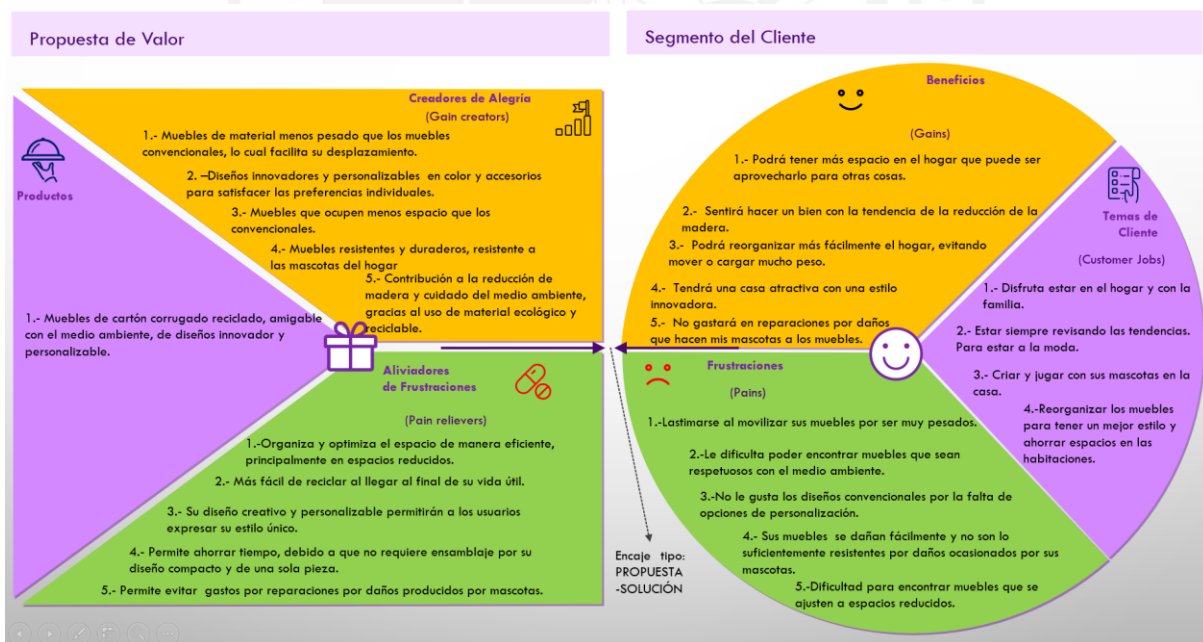 Propuesta de Valor
Creadores de Alegría
(Gain creators)
1.- Muebles de material menos pesado que los muebles
convencionales, lo cual facilita su desplazamiento.
2. –Diseños innovadores y personalizables en color y accesorios
para satisfacer las preferencias individuales.
3.- Muebles que ocupen menos espacio que los
convencionales.
4.- Muebles resistentes y duraderos, resistente a
las mascotas del hogar
5.- Contribución a la reducción de
madera y cuidado del medio ambiente,
gracias al uso de material ecológico y
reciclable.
Productos
1.- Muebles de cartón corrugado reciclado, amigable
con el medio ambiente, de diseños innovador y
personalizable.
Aliviadores
de Frustraciones
(Pain relievers)
1.-Organiza y optimiza el espacio de manera eficiente,
principalmente en espacios reducidos.
2.- Más fácil de reciclar al llegar al final de su vida útil.
3.- Su diseño creativo y personalizable permitirán a los usuarios
expresar su estilo único.
4.- Permite ahorrar tiempo, debido a que no requiere ensamblaje por su
diseño compacto y de una sola pieza.
5.- Permite evitar gastos por reparaciones por daños producidos por mascotas.
Segmento del Cliente
Beneficios
(Gains)
1.- Podrá tener más espacio en el hogar que puede ser
aprovecharlo para otras cosas.
2.- Sentirá hacer un bien con la tendencia de la reducción de la
madera.
3.- Podrá reorganizar más fácilmente el hogar, evitando
mover o cargar mucho peso.
4.- Tendrá una casa atractiva con una estilo
innovadora.
5.- No gastará en reparaciones por daños
que hacen mis mascotas a los muebles.
Temas de
Cliente
(Customer Jobs)
1.- Disfruta estar en el hogar y con la
familia.
2.- Estar siempre revisando las tendencias.
Para estar a la moda.
3.- Criar y jugar con sus mascotas en la
casa.
4.-Reorganizar los muebles
para tener un mejor estilo y
ahorrar espacios en las
habitaciones.
Frustraciones
(Pains)
1.-Lastimarse al movilizar sus muebles por ser muy pesados.
2.-Le dificulta poder encontrar muebles que sean
respetuosos con el medio ambiente.
3.-No le gusta los diseños convencionales por la falta de
opciones de personalización.
4.- Sus muebles se dañan fácilmente y no son lo
suficientemente resistentes por daños ocasionados por sus
mascotas.
5.-Dificultad para encontrar muebles que se
ajusten a espacios reducidos.
Encaje tipo:
PROPUESTA
-SOLUCIÓN